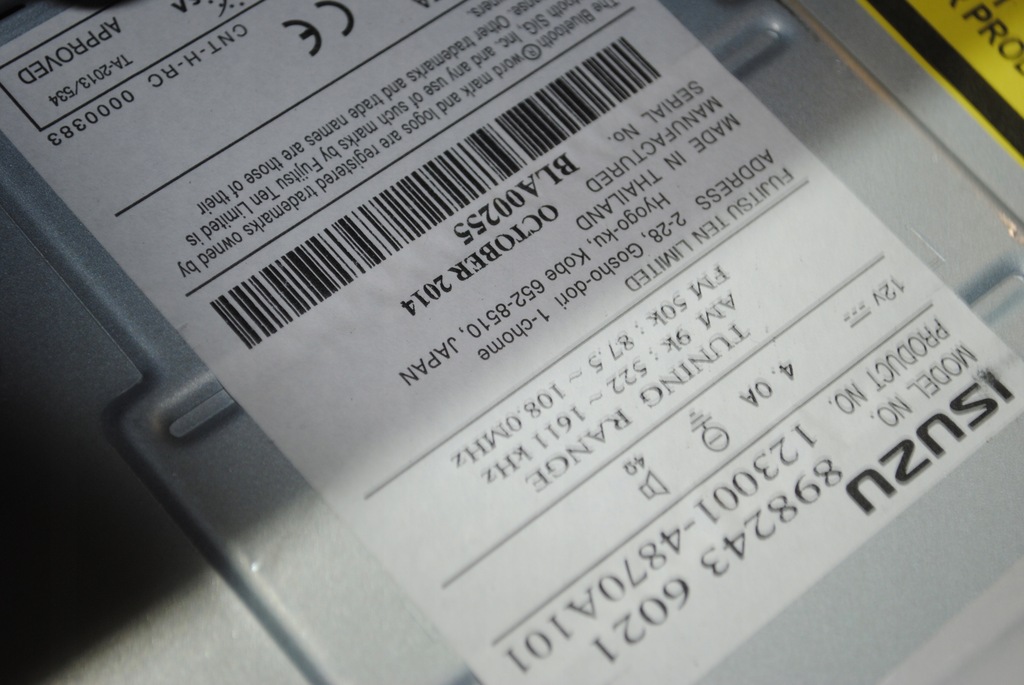 ISUZU
MODEL NO. 898243 6021
PRODUCT NO. 123001-4870A101
12V 4.0A 4Ω
TUNING RANGE
AM 9k : 522 ~ 1611 kHz
FM 50k : 87.5 ~ 108.0MHz
FUJITSU TEN LIMITED
ADDRESS 2-28, Gosho-dori 1-chome
Hyogo-ku, Kobe 652-8510, JAPAN
MADE IN THAILAND
MANUFACTURED OCTOBER 2014
SERIAL NO. BLA00255
The Bluetooth® word mark and logos are registered trademarks owned by
SIG, Inc. and any use of such marks by Fujitsu Ten Limited is
Other trademarks and trade names are those of their
CE
CNT-H-RC 0000383
TA-2013/534
APPROVED